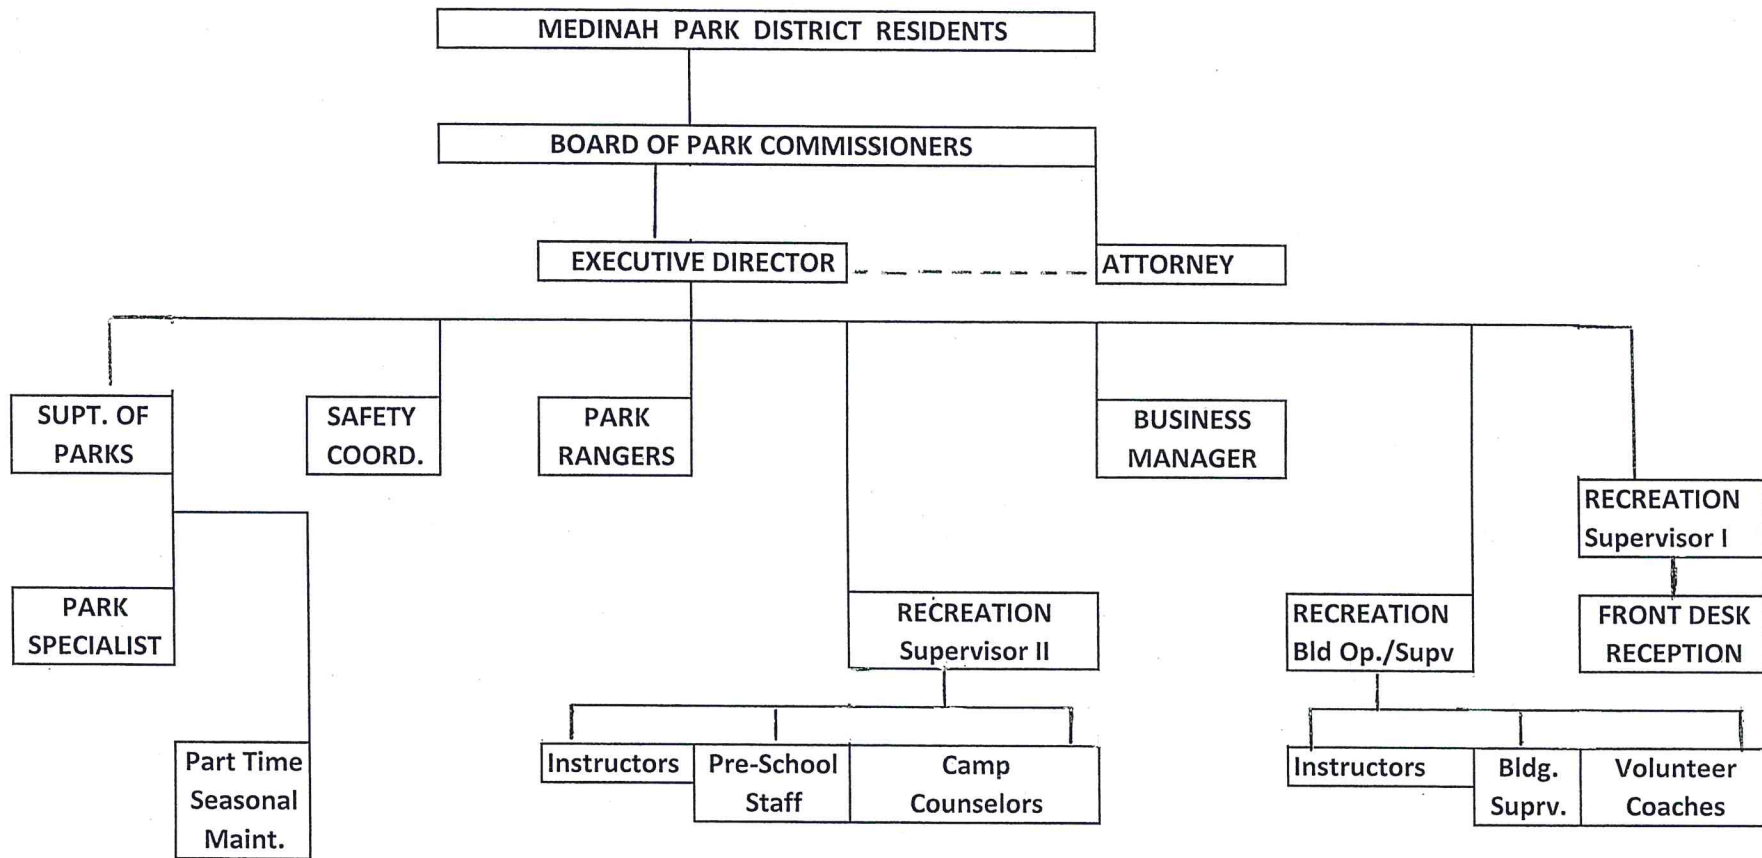 MEDINAH PARK DISTRICT RESIDENTS
BOARD OF PARK COMMISSIONERS
EXECUTIVE DIRECTOR
ATTORNEY
SUPT. OF
PARKS
SAFETY
COORD.
PARK
RANGERS
BUSINESS
MANAGER
RECREATION
Supervisor I
PARK
SPECIALIST
RECREATION
Supervisor II
RECREATION
Bld Op./Supv
FRONT DESK
RECEPTION
Part Time
Seasonal
Maint.
Instructors
Pre-School
Staff
Camp
Counselors
Instructors
Bldg.
Suprv.
Volunteer
Coaches